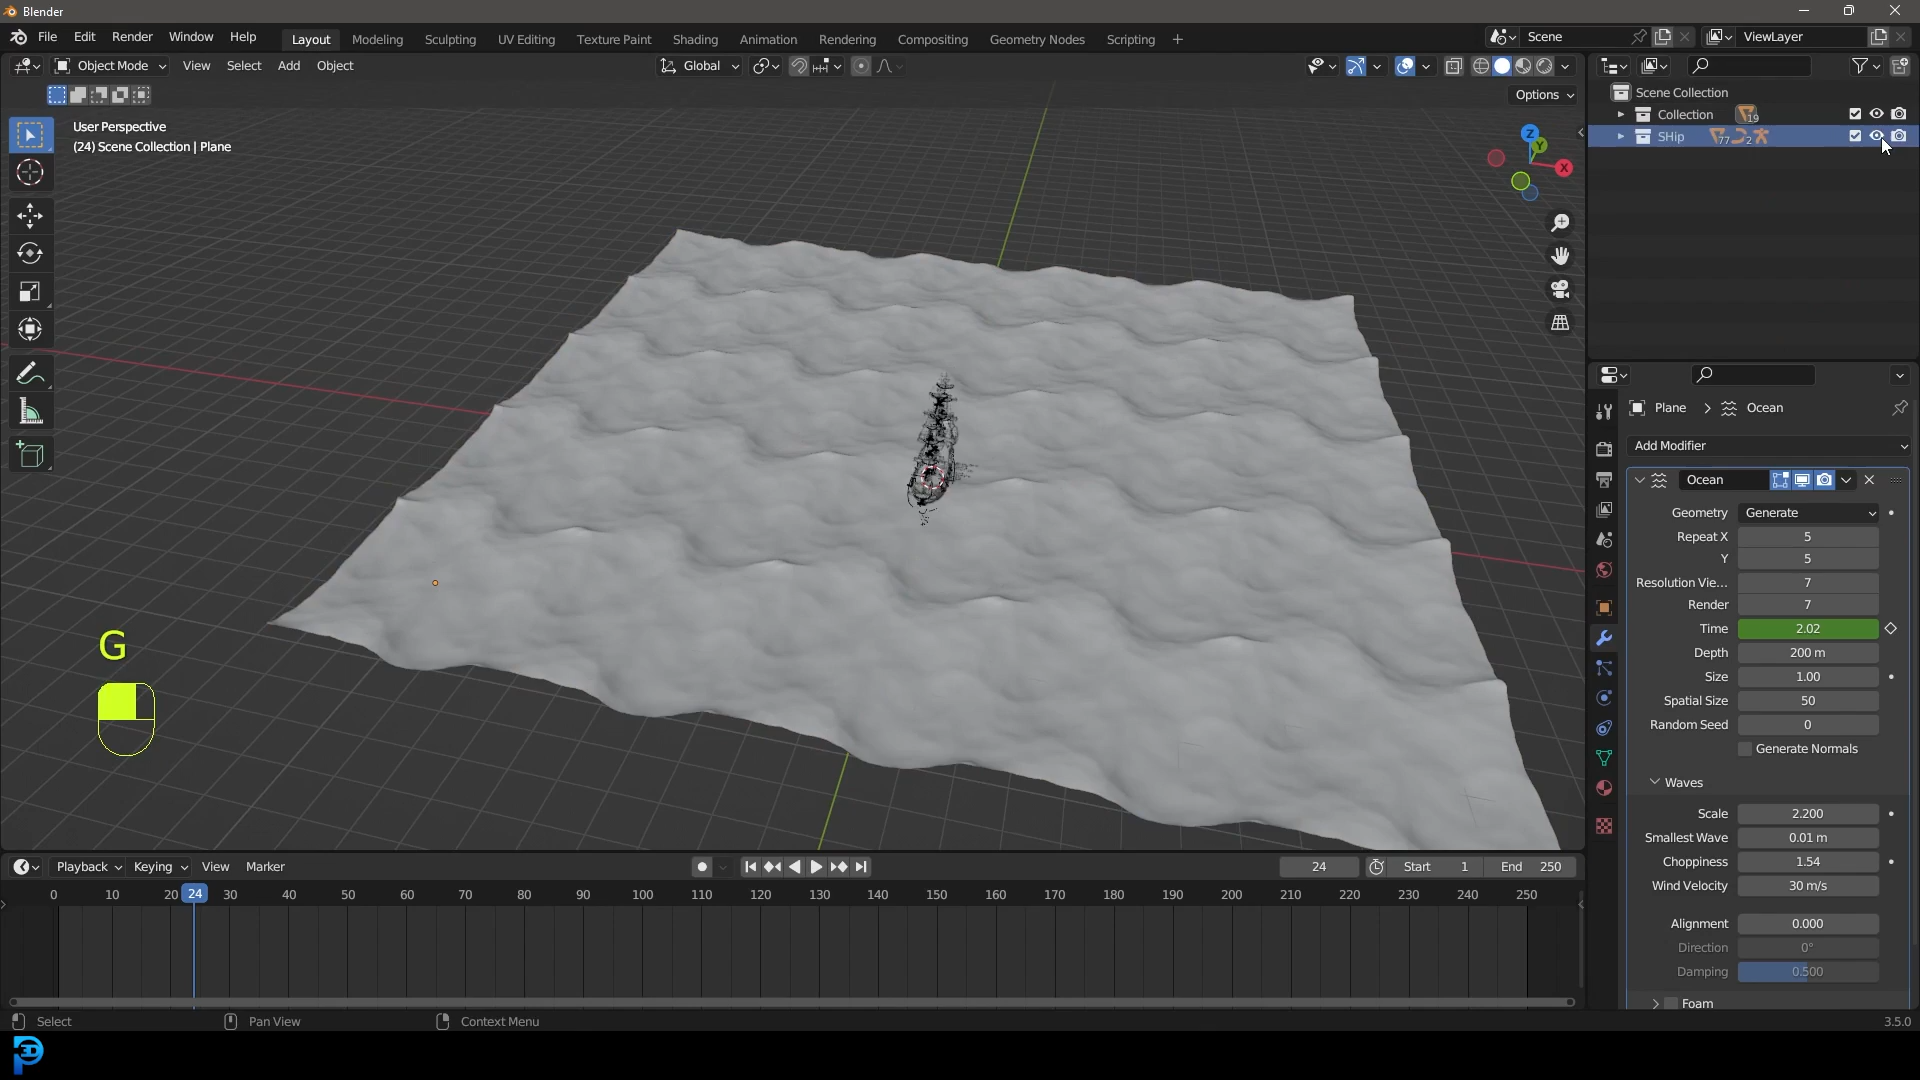 Blender
File Edit Render Window Help Layout Modeling Sculpting UV Editing Texture Paint Shading Animation Rendering Compositing Geometry Nodes Scripting + Scene ViewLayer
Object Mode View Select Add Object Global
Options
User Perspective
(24) Scene Collection | Plane
Z
Y
X
Scene Collection
Collection 19
SHip 77 2
Plane > Ocean
Add Modifier
Ocean
Geometry Generate
Repeat X 5
Y 5
Resolution Vie... 7
Render 7
Time 2.02
Depth 200 m
Size 1.00
Spatial Size 50
Random Seed 0
Generate Normals
Waves
Scale 2.200
Smallest Wave 0.01 m
Choppiness 1.54
Wind Velocity 30 m/s
Alignment 0.000
Direction 0°
Damping 0.500
Foam
G
Playback Keying View Marker 24 Start 1 End 250
0 10 20 24 30 40 50 60 70 80 90 100 110 120 130 140 150 160 170 180 190 200 210 220 230 240 250
Select Pan View Context Menu 3.5.0
3D